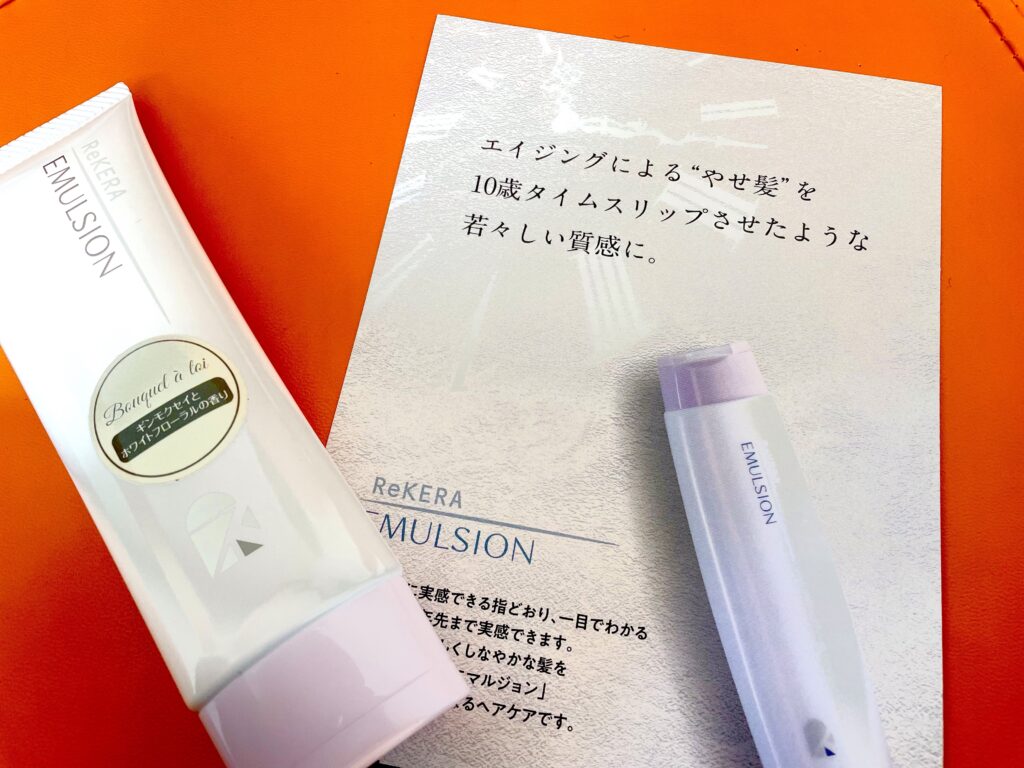 ReKERA
EMULSION
Bouquet à toi
ギンモクセイと
ホワイトフローラルの香り
エイジングによる“やせ髪”を
10歳タイムスリップさせたような
若々しい質感に。
ReKERA
EMULSION
に実感できる指どおり、一目でわかる
毛先まで実感できます。
くしなやかな髪を
エマルジョン」
るヘアケアです。
EMULSION